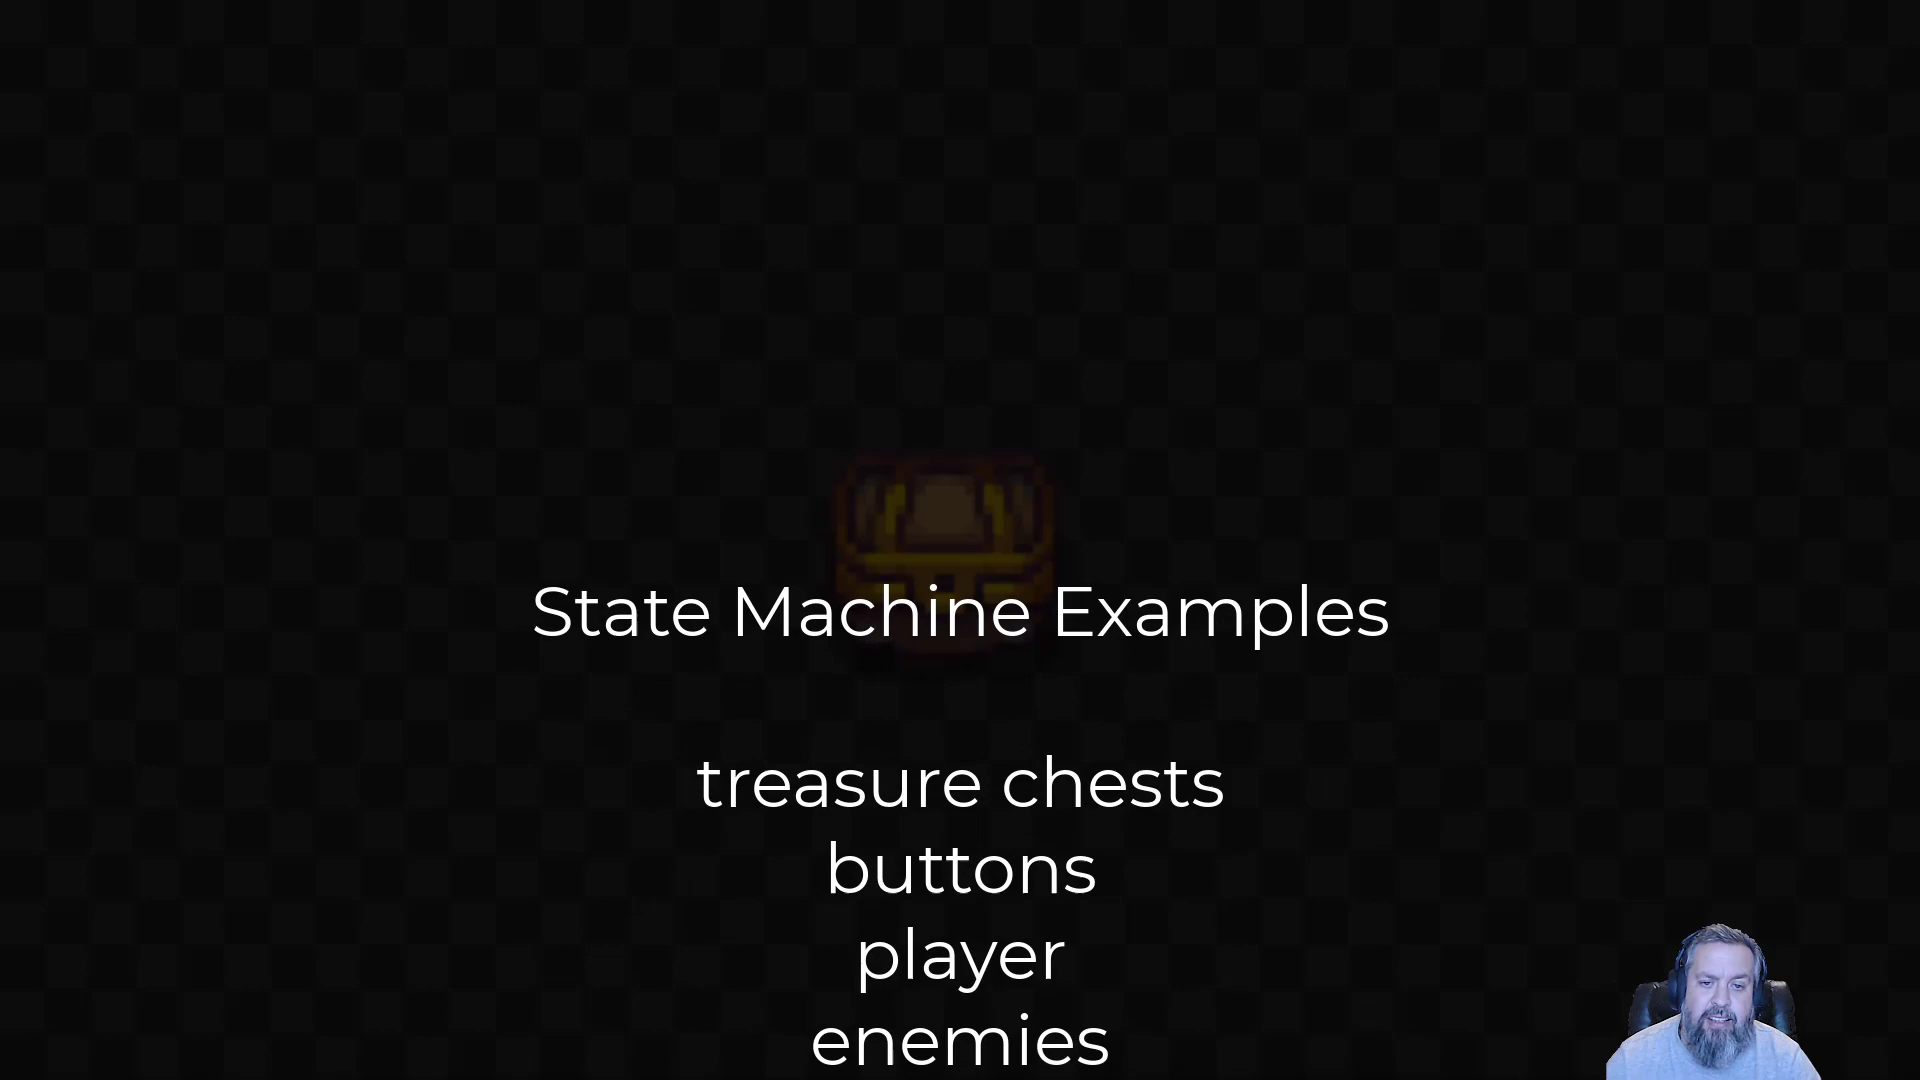 State Machine Examples
treasure chests
buttons
player
enemies